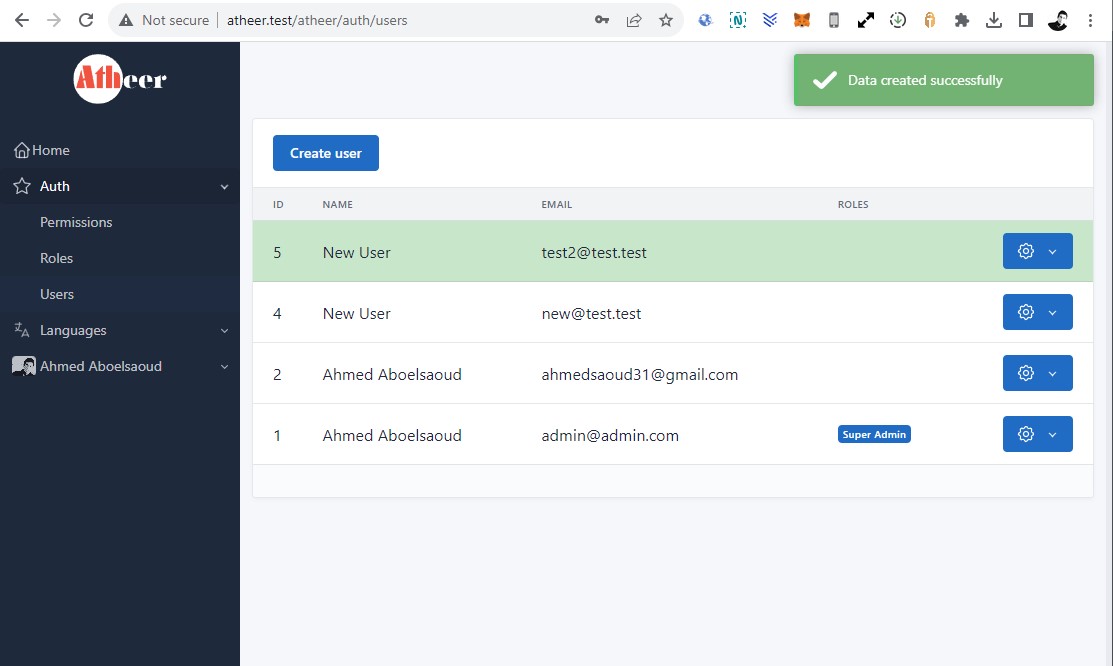 Not secure
atheer.test/atheer/auth/users
Atheer
Data created successfully
Home
Auth
Permissions
Roles
Users
Languages
Ahmed Aboelsaoud
Create user
ID NAME EMAIL ROLES
5 New User test2@test.test
4 New User new@test.test
2 Ahmed Aboelsaoud ahmedsaoud31@gmail.com
1 Ahmed Aboelsaoud admin@admin.com Super Admin